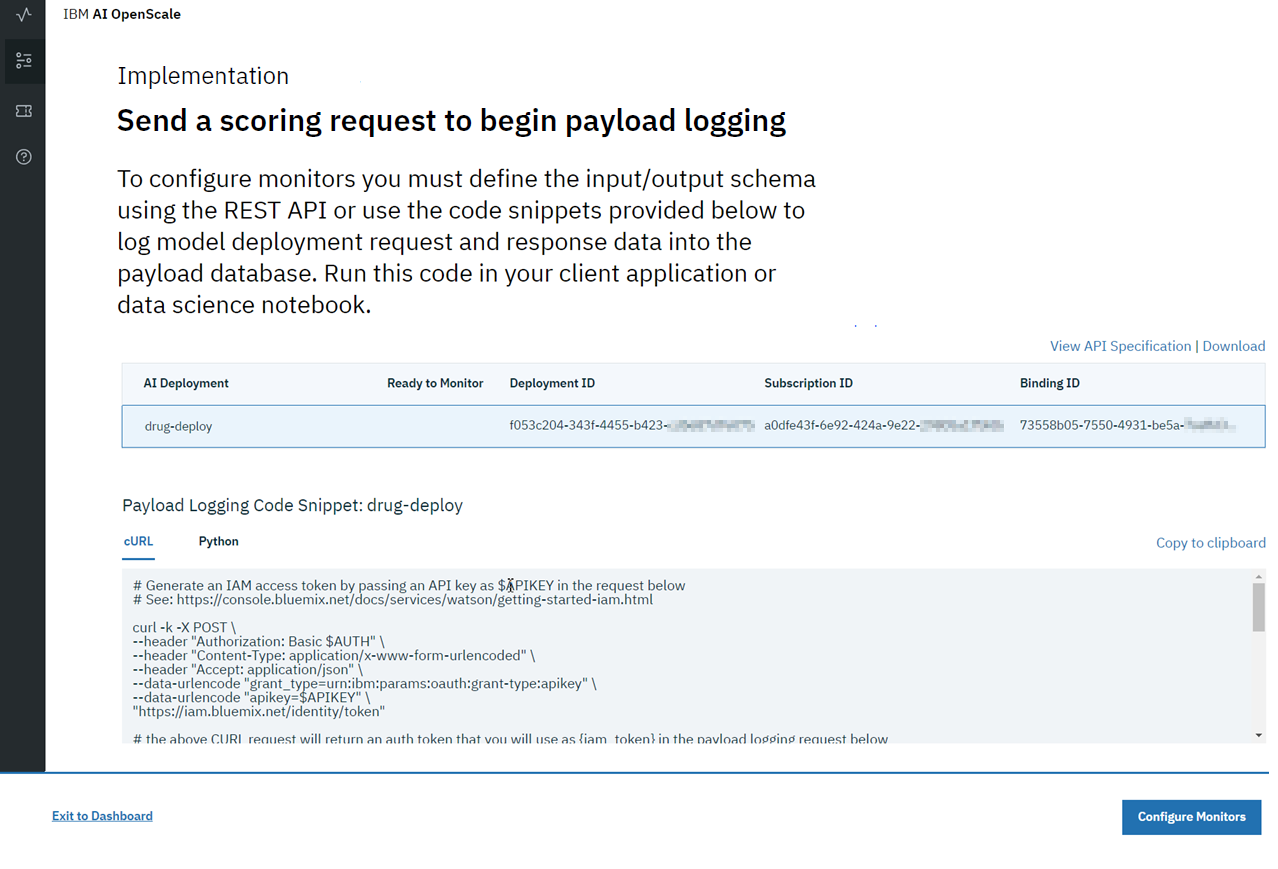 IBM AI OpenScale
Implementation
Send a scoring request to begin payload logging
To configure monitors you must define the input/output schema
using the REST API or use the code snippets provided below to
log model deployment request and response data into the
payload database. Run this code in your client application or
data science notebook.
View API Specification | Download
AI Deployment Ready to Monitor Deployment ID Subscription ID Binding ID
drug-deploy f053c204-343f-4455-b423- a0dfe43f-6e92-424a-9e22- 73558b05-7550-4931-be5a-
Payload Logging Code Snippet: drug-deploy
cURL Python Copy to clipboard
# Generate an IAM access token by passing an API key as $APIKEY in the request below
# See: https://console.bluemix.net/docs/services/watson/getting-started-iam.html
curl -k -X POST \
--header "Authorization: Basic $AUTH" \
--header "Content-Type: application/x-www-form-urlencoded" \
--header "Accept: application/json" \
--data-urlencode "grant_type=urn:ibm:params:oauth:grant-type:apikey" \
--data-urlencode "apikey=$APIKEY" \
"https://iam.bluemix.net/identity/token"
# the above CURL request will return an auth token that you will use as {iam_token} in the payload logging request below
Exit to Dashboard Configure Monitors